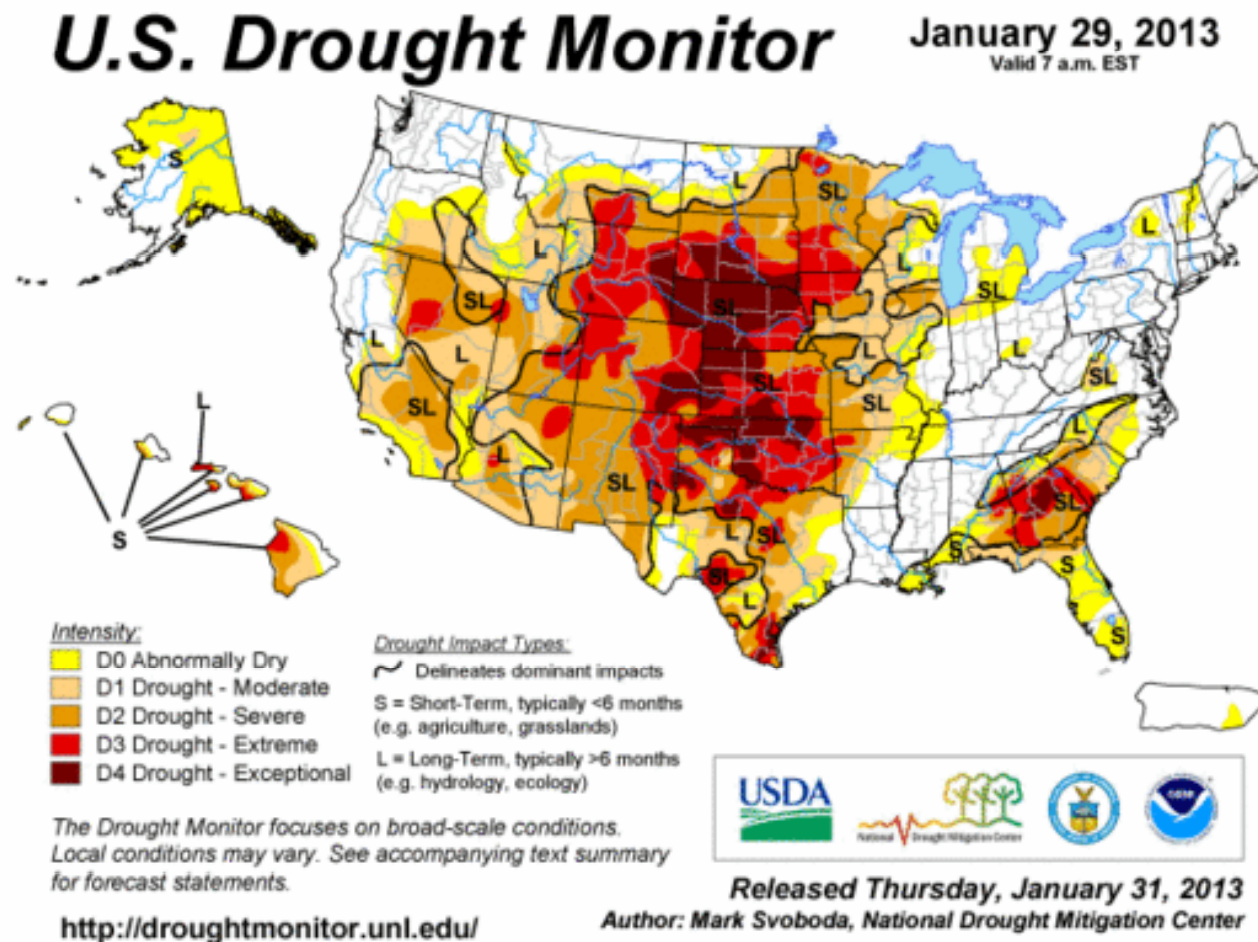 U.S. Drought Monitor
January 29, 2013
Valid 7 a.m. EST
S
L
SL
SL
L
L
SL
L
SL
L
L
SL
SL
L
SL
L
SL
L
SL
SL
L
SL
L
SL
L
SL
L
SL
S
S
S
L
S
Intensity:
D0 Abnormally Dry
D1 Drought - Moderate
D2 Drought - Severe
D3 Drought - Extreme
D4 Drought - Exceptional
Drought Impact Types:
Delineates dominant impacts
S = Short-Term, typically <6 months
(e.g. agriculture, grasslands)
L = Long-Term, typically >6 months
(e.g. hydrology, ecology)
USDA
National Drought Mitigation Center
The Drought Monitor focuses on broad-scale conditions.
Local conditions may vary. See accompanying text summary
for forecast statements.
http://droughtmonitor.unl.edu/
Released Thursday, January 31, 2013
Author: Mark Svoboda, National Drought Mitigation Center